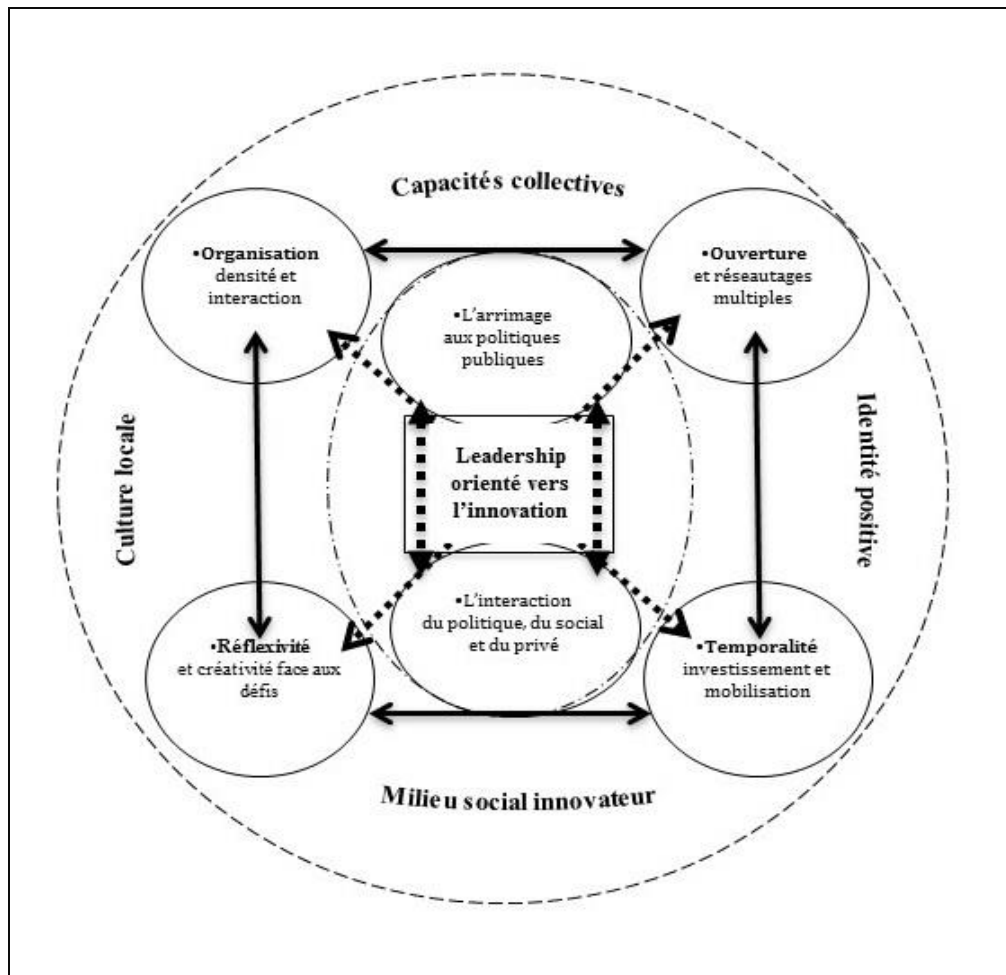 Capacités collectives
•Organisation
densité et
interaction
•Ouverture
et réseautages
multiples
•L'arrimage
aux politiques
publiques
Culture locale
Leadership
orienté vers
l'innovation
Identité positive
•L'interaction
du politique, du social
et du privé
•Réflexivité
et créativité face aux
défis
•Temporalité
investissement et
mobilisation
Milieu social innovateur